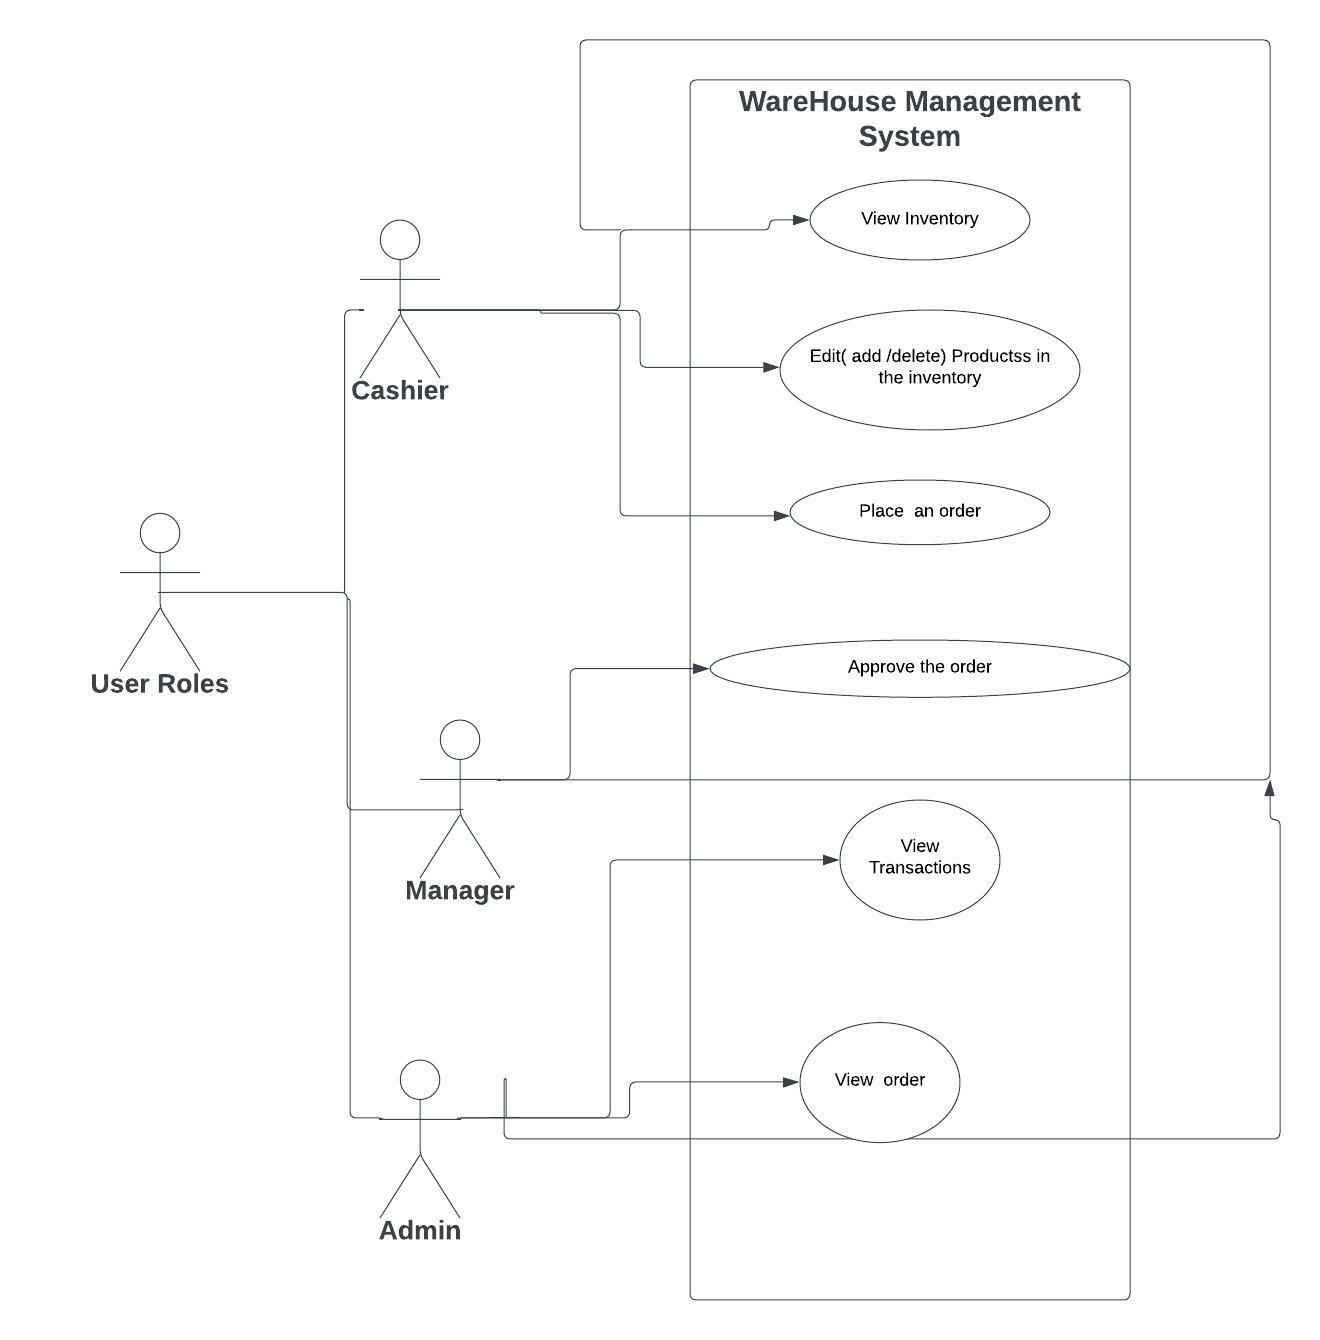 WareHouse Management
System
View Inventory
Edit( add /delete) Productss in
the inventory
Cashier
Place  an order
User Roles
Approve the order
Manager
View
Transactions
View  order
Admin